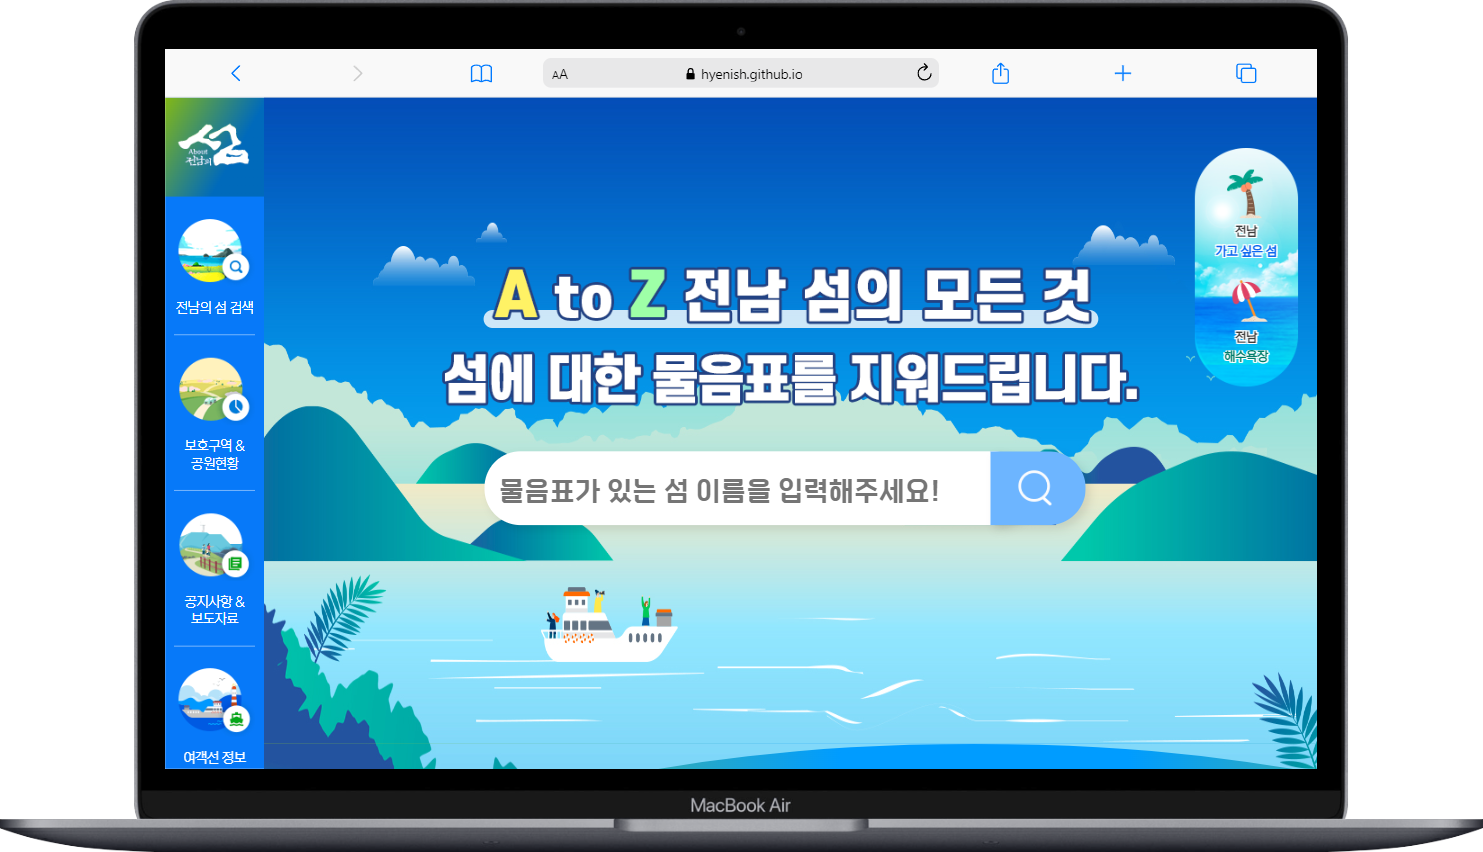 AA
hyenish.github.io
About
전남의
섬
전남의 섬 검색
보호구역 &
공원현황
공지사항 &
보도자료
여객선 정보
A to Z 전남 섬의 모든 것
섬에 대한 물음표를 지워드립니다.
물음표가 있는 섬 이름을 입력해주세요!
전남
가고 싶은 섬
전남
해수욕장
MacBook Air